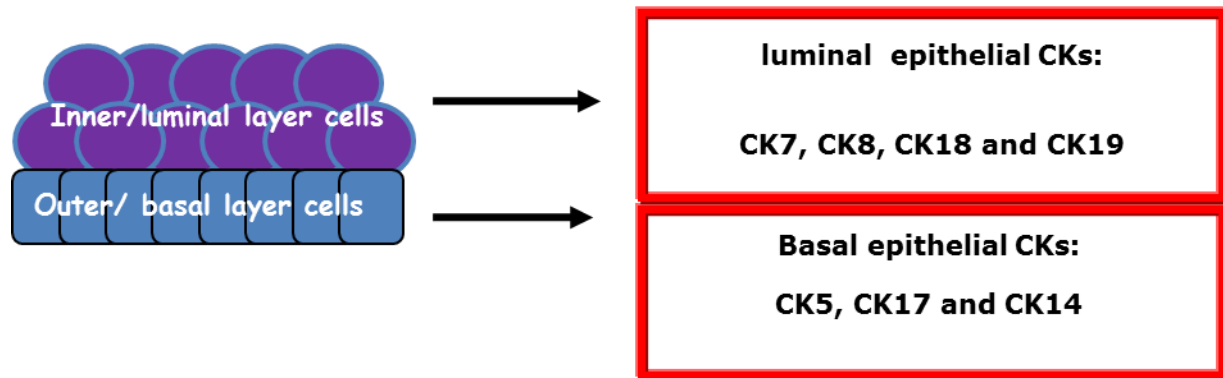 Inner/luminal layer cells
Outer/ basal layer cells
luminal epithelial CKs:
CK7, CK8, CK18 and CK19
Basal epithelial CKs:
CK5, CK17 and CK14